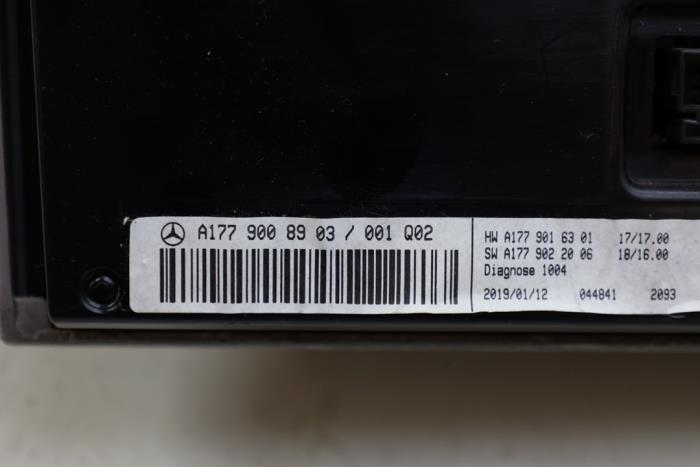 A177 900 89 03 / 001 Q02
HW A177 901 63 01 17/17.00
SW A177 902 20 06 18/16.00
Diagnose 1004
2019/01/12 044841 2093